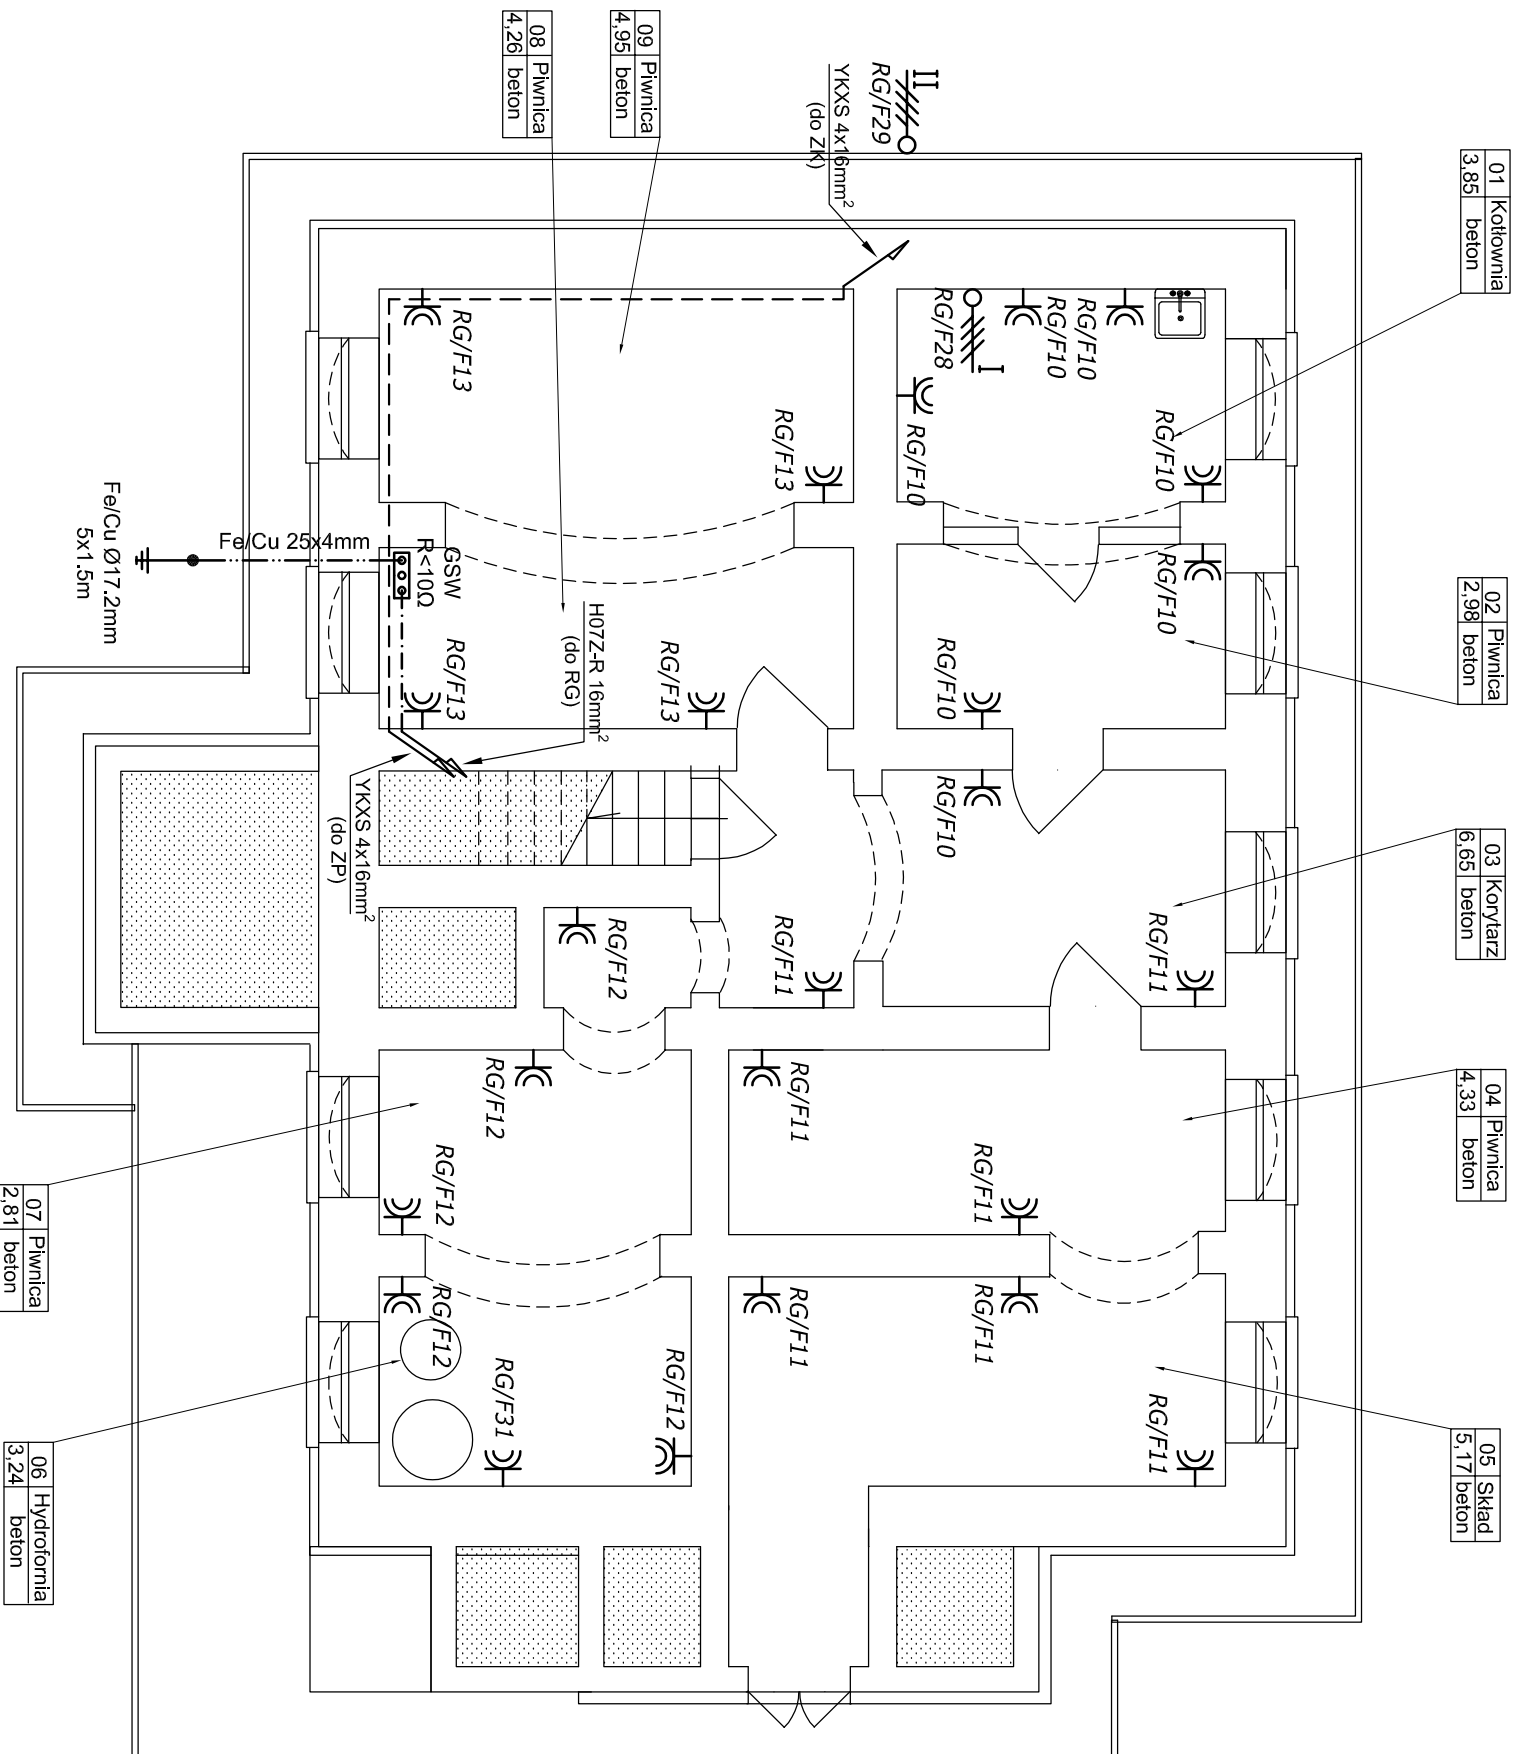 01 Kotłownia
3,85 beton
02 Piwnica
2,98 beton
03 Korytarz
6,65 beton
04 Piwnica
4,33 beton
05 Skład
5,17 beton
II
RG/F29
YKXS 4x16mm²
(do ZK)
09 Piwnica
4,95 beton
08 Piwnica
4,26 beton
RG/F10
RG/F10
I
RG/F28
RG/F10
RG/F10
RG/F10
RG/F10
RG/F10
RG/F11
RG/F11
RG/F11
RG/F11
RG/F11
RG/F11
RG/F11
RG/F13
RG/F13
RG/F13
RG/F13
GSW
R<10Ω
Fe/Cu 25x4mm
Fe/Cu Ø17.2mm
5x1.5m
H07Z-R 16mm²
(do RG)
YKXS 4x16mm²
(do ZP)
RG/F12
RG/F12
RG/F12
RG/F12
RG/F12
RG/F31
07 Piwnica
2,81 beton
06 Hydrofornia
3,24 beton